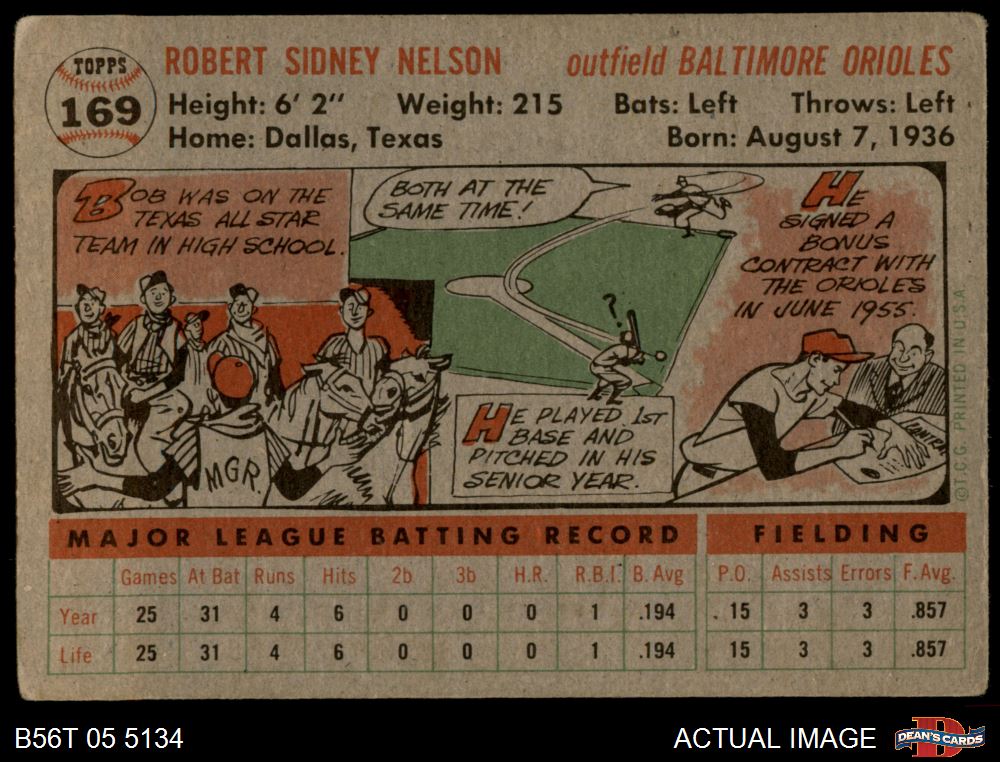 TOPPS
169
ROBERT SIDNEY NELSON
outfield BALTIMORE ORIOLES
Height: 6' 2" Weight: 215 Bats: Left Throws: Left
Home: Dallas, Texas Born: August 7, 1936
BOB WAS ON THE
TEXAS ALL STAR
TEAM IN HIGH SCHOOL.
MGR.
BOTH AT THE
SAME TIME!
?
HE PLAYED 1ST
BASE AND
PITCHED IN HIS
SENIOR YEAR.
HE
SIGNED A
BONUS
CONTRACT WITH
THE ORIOLES
IN JUNE 1955.
©T.C.G. PRINTED IN U.S.A.
MAJOR LEAGUE BATTING RECORD FIELDING
Games At Bat Runs Hits 2b 3b H.R. R.B.I. B. Avg P.O. Assists Errors F. Avg.
Year 25 31 4 6 0 0 0 1 .194 15 3 3 .857
Life 25 31 4 6 0 0 0 1 .194 15 3 3 .857
B56T 05 5134
ACTUAL IMAGE
D
DEAN'S CARDS